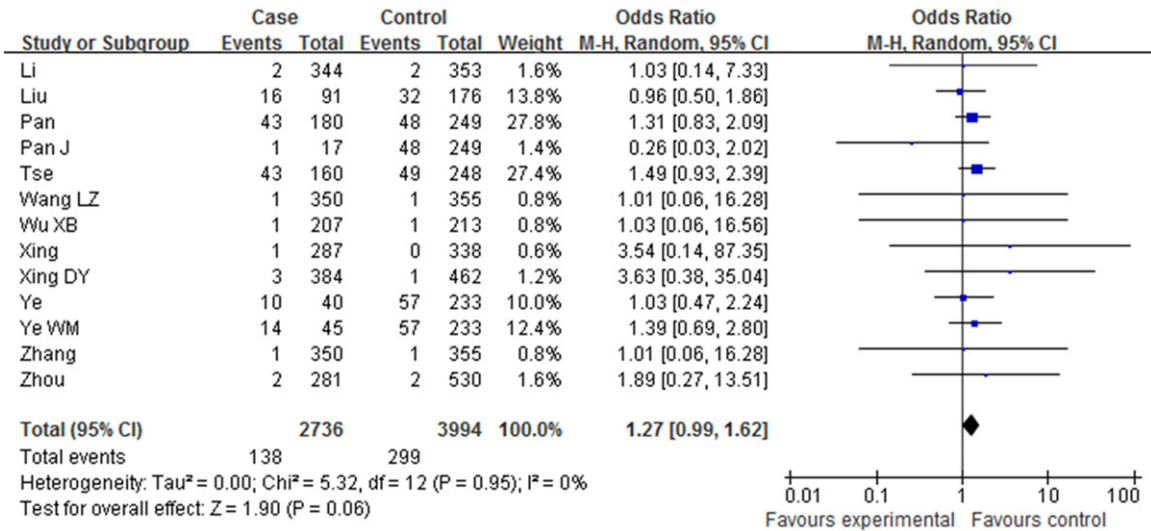 Case Control Odds Ratio Odds Ratio
Study or Subgroup Events Total Events Total Weight M-H, Random, 95% CI M-H, Random, 95% CI
Li 2 344 2 353 1.6% 1.03 [0.14, 7.33]
Liu 16 91 32 176 13.8% 0.96 [0.50, 1.86]
Pan 43 180 48 249 27.8% 1.31 [0.83, 2.09]
Pan J 1 17 48 249 1.4% 0.26 [0.03, 2.02]
Tse 43 160 49 248 27.4% 1.49 [0.93, 2.39]
Wang LZ 1 350 1 355 0.8% 1.01 [0.06, 16.28]
Wu XB 1 207 1 213 0.8% 1.03 [0.06, 16.56]
Xing 1 287 0 338 0.6% 3.54 [0.14, 87.35]
Xing DY 3 384 1 462 1.2% 3.63 [0.38, 35.04]
Ye 10 40 57 233 10.0% 1.03 [0.47, 2.24]
Ye WM 14 45 57 233 12.4% 1.39 [0.69, 2.80]
Zhang 1 350 1 355 0.8% 1.01 [0.06, 16.28]
Zhou 2 281 2 530 1.6% 1.89 [0.27, 13.51]
Total (95% CI) 2736 3994 100.0% 1.27 [0.99, 1.62]
Total events 138 299
Heterogeneity: Tau² = 0.00; Chi² = 5.32, df = 12 (P = 0.95); I² = 0%
Test for overall effect: Z = 1.90 (P = 0.06)
0.01 0.1 1 10 100
Favours experimental Favours control